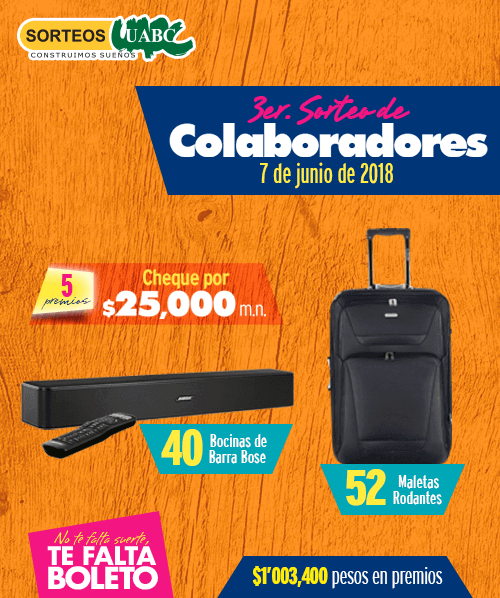 SORTEOS UABC
CONSTRUIMOS SUEÑOS
3er. Sorteo de
Colaboradores
7 de junio de 2018
5
premios
Cheque por
$25,000 m.n.
BOSE
40
Bocinas de
Barra Bose
52
Maletas
Rodantes
No te falta suerte,
TE FALTA
BOLETO
$1'003,400 pesos en premios